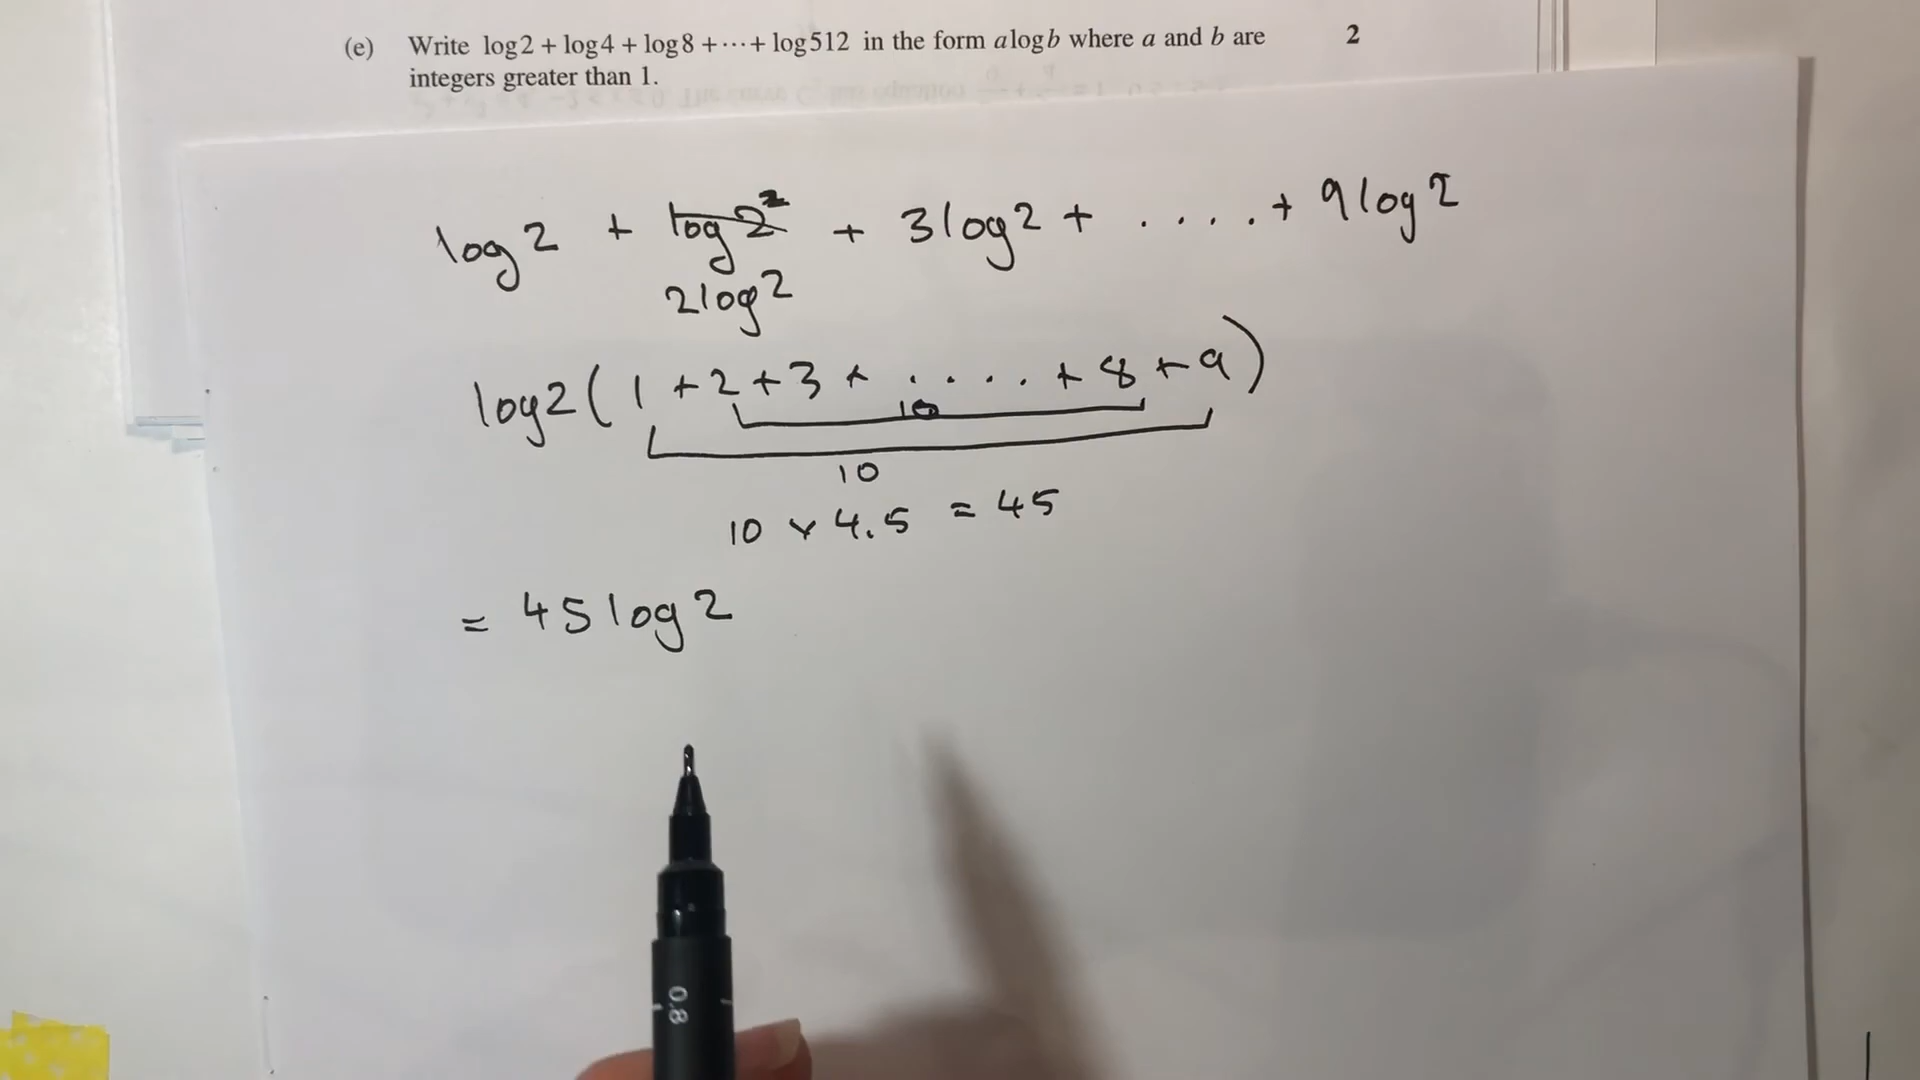 (e) Write log 2 + log 4 + log 8 + ··· + log 512 in the form a log b where a and b are 2
integers greater than 1.
log 2 + log 2² + 3 log 2 + .... + 9 log 2
2 log 2
log 2 ( 1 + 2 + 3 + .... + 8 + 9 )
10
10
10 × 4.5 = 45
= 45 log 2
0.8